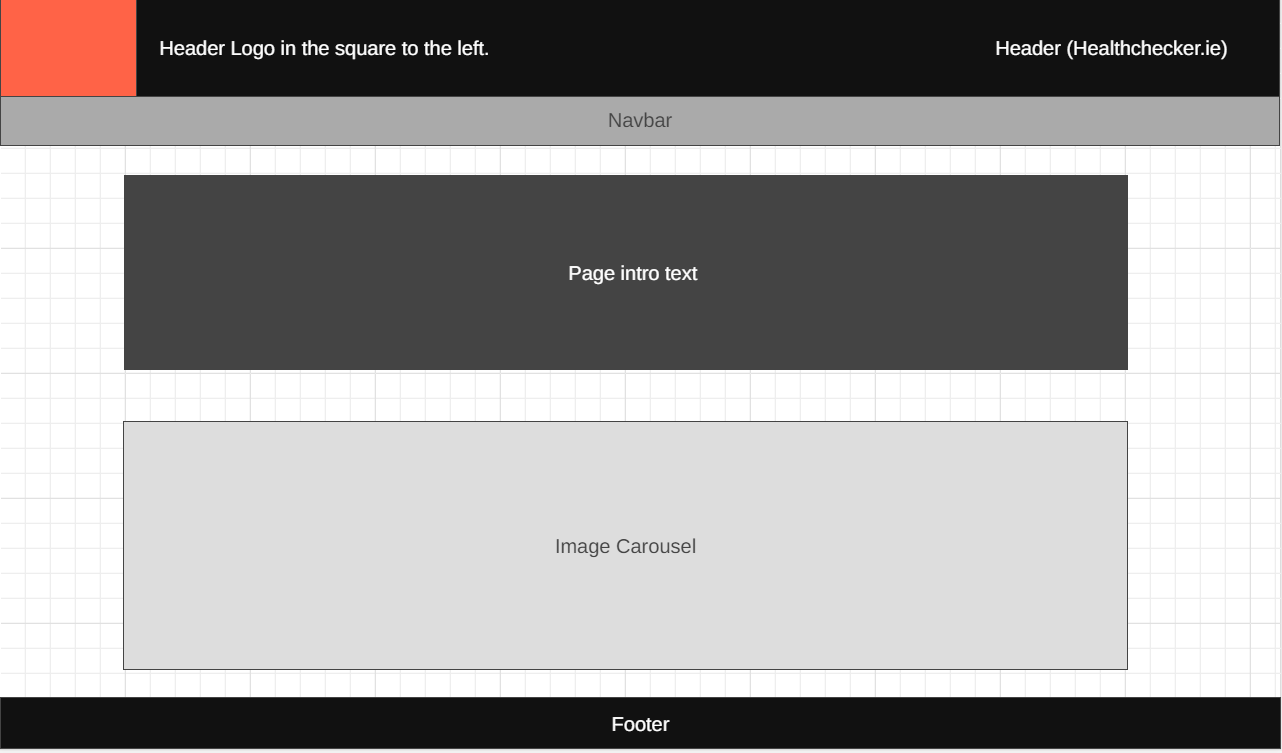 Header Logo in the square to the left.
Header (Healthchecker.ie)
Navbar
Page intro text
Image Carousel
Footer